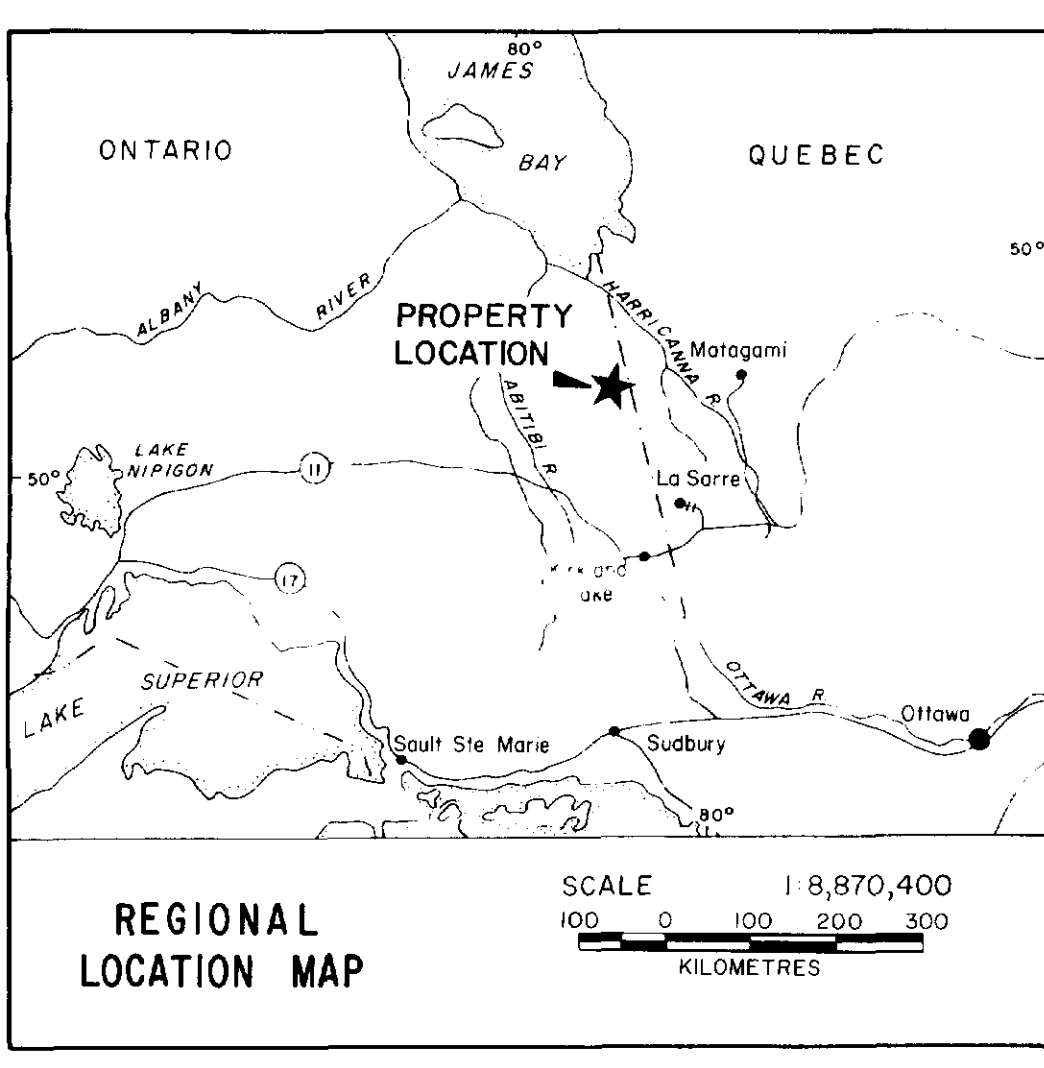 80°
JAMES
BAY
ONTARIO
QUEBEC
50°
ALBANY RIVER
HARRICANNA R.
PROPERTY
LOCATION
Matagami
ABITIBI R.
LAKE
NIPIGON
50°
11
La Sarre
17
LAKE SUPERIOR
OTTAWA R.
Ottawa
Sault Ste Marie
Sudbury
80°
REGIONAL
LOCATION MAP
SCALE 1:8,870,400
100 0 100 200 300
KILOMETRES